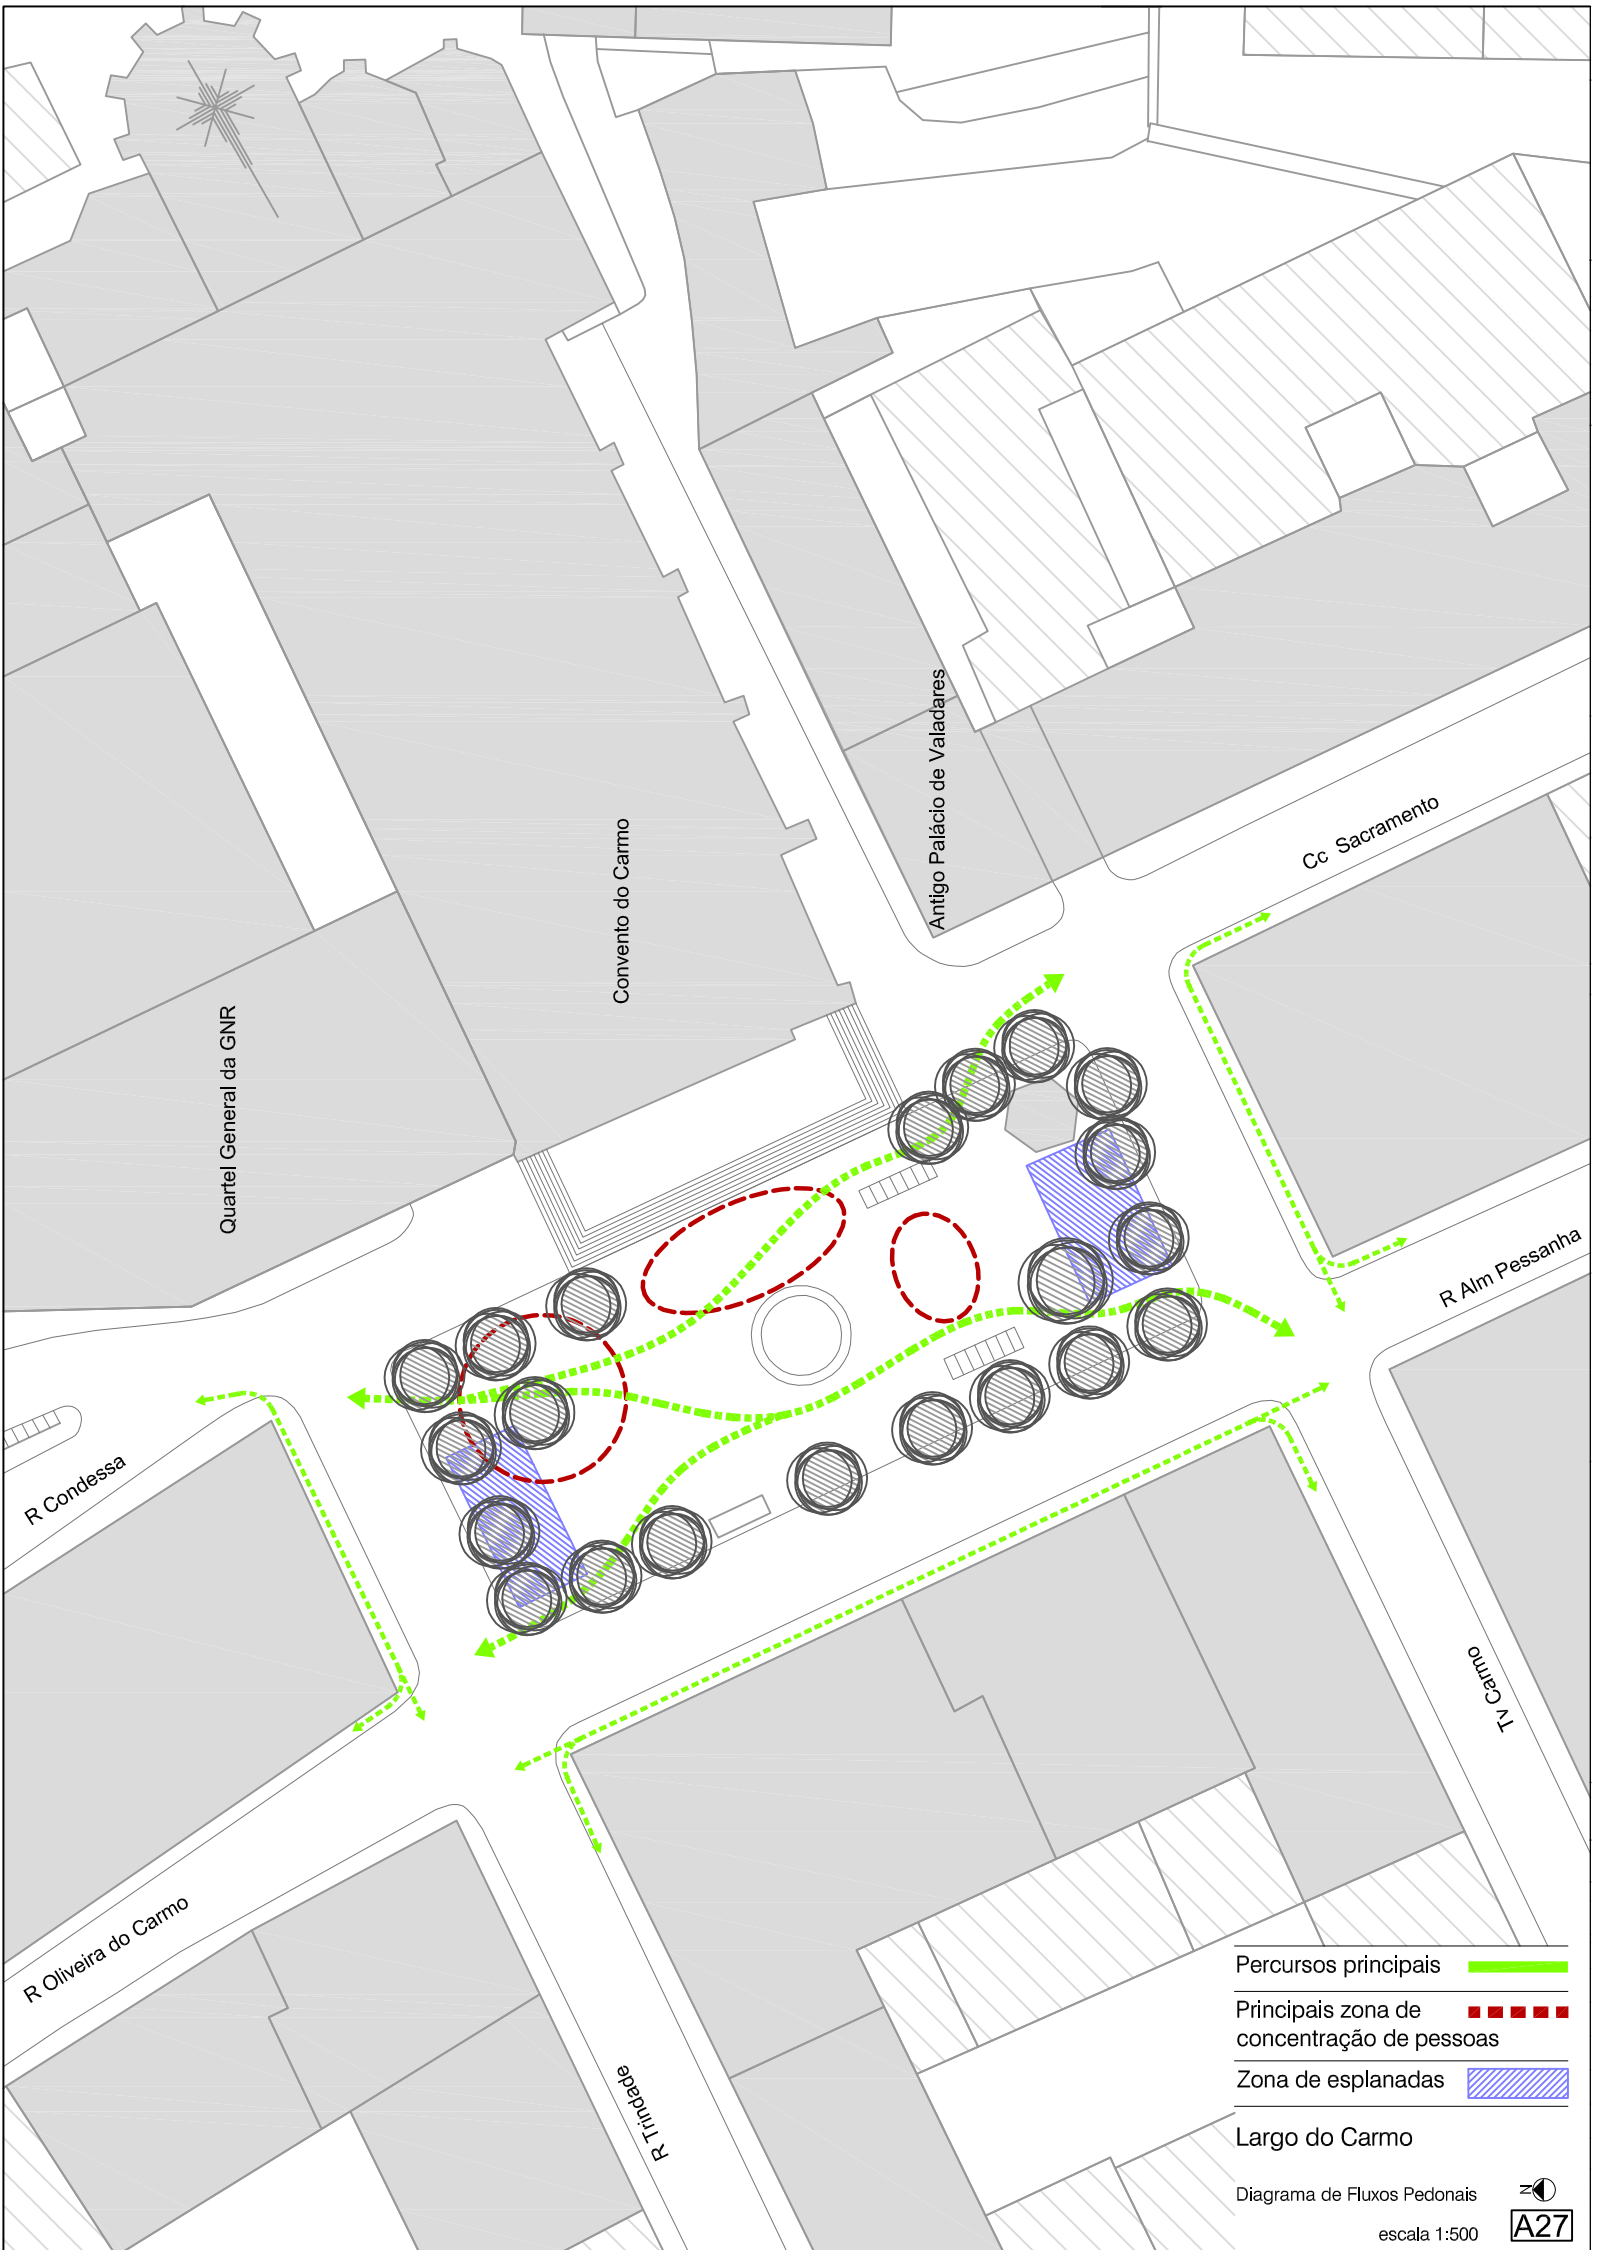 Antigo Palácio de Valadares
Cc Sacramento
Convento do Carmo
Quartel General da GNR
R Alm Pessanha
R Condessa
Tv Carmo
R Oliveira do Carmo
R Trindade
Percursos principais
Principais zona de
concentração de pessoas
Zona de esplanadas
Largo do Carmo
Diagrama de Fluxos Pedonais
N
escala 1:500
A27